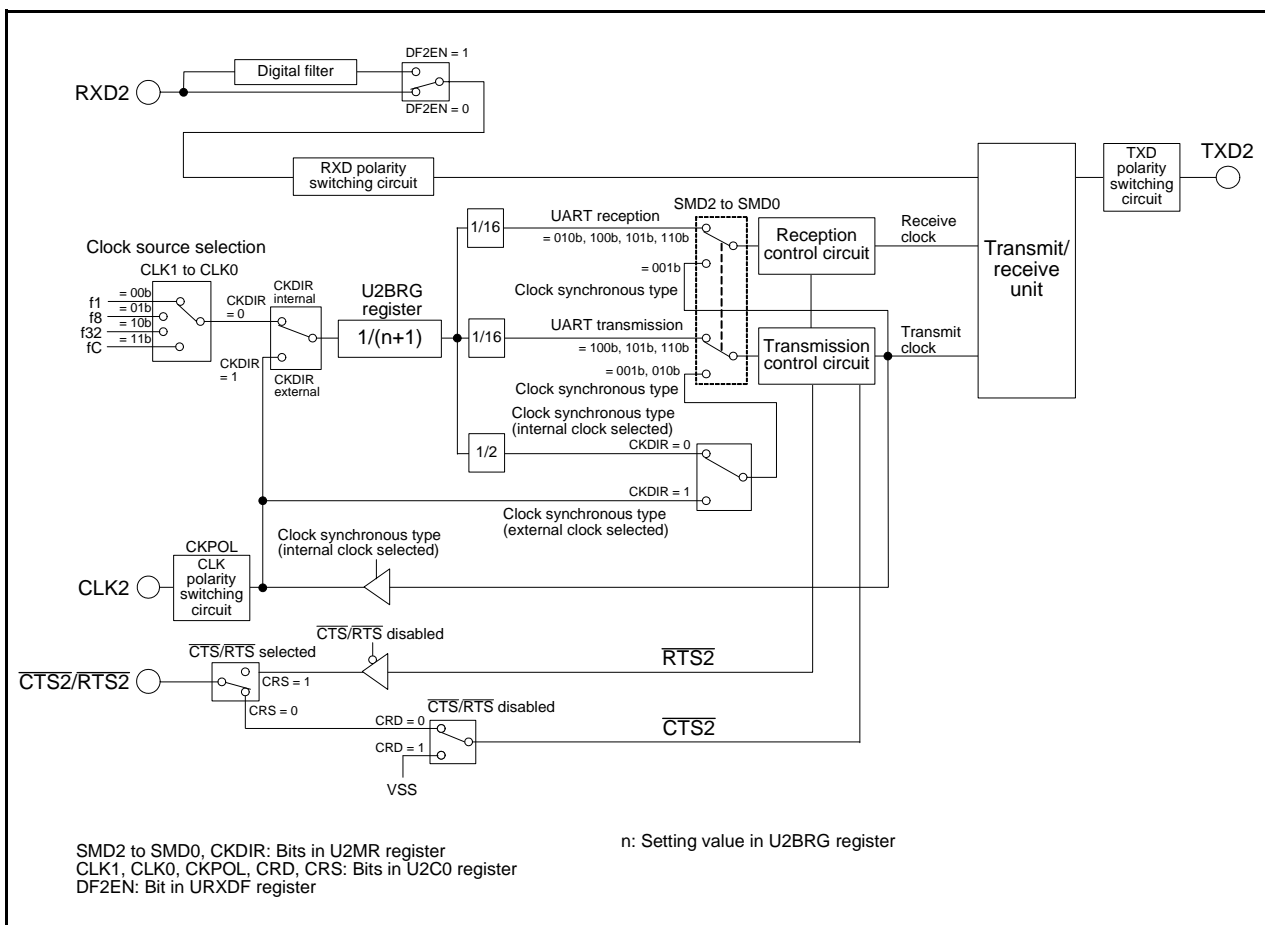 DF2EN = 1
Digital filter
RXD2
DF2EN = 0
RXD polarity
switching circuit
TXD
polarity
switching
circuit
TXD2
Clock source selection
CLK1 to CLK0
= 00b
f1
= 01b
f8
= 10b
f32
= 11b
fC
CKDIR
= 0
CKDIR
= 1
CKDIR
internal
CKDIR
external
U2BRG
register
1/(n+1)
1/16
UART reception
= 010b, 100b, 101b, 110b
SMD2 to SMD0
= 001b
Clock synchronous type
Reception
control circuit
Receive
clock
Transmit/
receive
unit
1/16
UART transmission
= 100b, 101b, 110b
= 001b, 010b
Clock synchronous type
Transmission
control circuit
Transmit
clock
Clock synchronous type
(internal clock selected)
1/2
CKDIR = 0
CKDIR = 1
Clock synchronous type
(external clock selected)
Clock synchronous type
(internal clock selected)
CKPOL
CLK
polarity
switching
circuit
CLK2
CTS/RTS disabled
CTS/RTS selected
RTS2
CTS2/RTS2
CRS = 1
CRS = 0
CTS/RTS disabled
CRD = 0
CTS2
CRD = 1
VSS
SMD2 to SMD0, CKDIR: Bits in U2MR register
CLK1, CLK0, CKPOL, CRD, CRS: Bits in U2C0 register
DF2EN: Bit in URXDF register
n: Setting value in U2BRG register